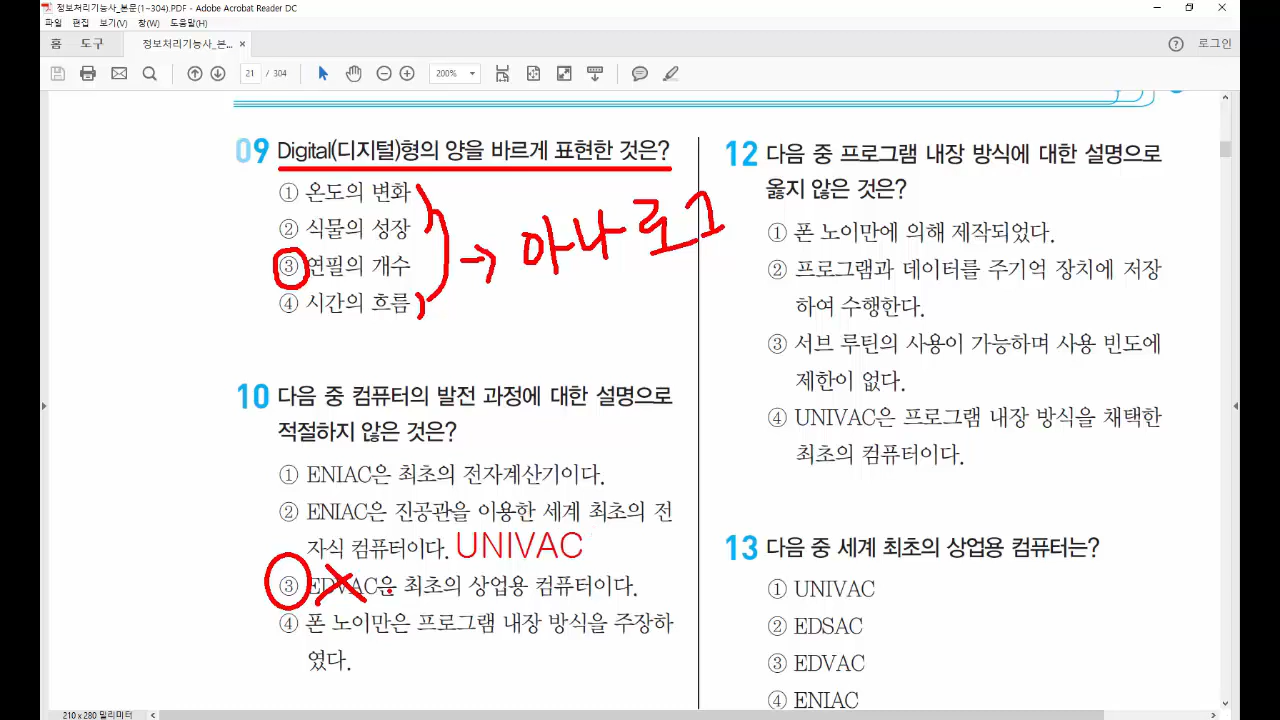 정보처리기능사_본문(1~304).PDF - Adobe Acrobat Reader DC
파일 편집 보기(V) 창(W) 도움말(H)
홈 도구 정보처리기능사_본... × 로그인
21 / 304 200%
09 Digital(디지털)형의 양을 바르게 표현한 것은?
① 온도의 변화
② 식물의 성장
③ 연필의 개수
④ 시간의 흐름
→ 아나로그
10 다음 중 컴퓨터의 발전 과정에 대한 설명으로
적절하지 않은 것은?
① ENIAC은 최초의 전자계산기이다.
② ENIAC은 진공관을 이용한 세계 최초의 전
자식 컴퓨터이다. UNIVAC
③ EDVAC은 최초의 상업용 컴퓨터이다.
④ 폰 노이만은 프로그램 내장 방식을 주장하
였다.
12 다음 중 프로그램 내장 방식에 대한 설명으로
옳지 않은 것은?
① 폰 노이만에 의해 제작되었다.
② 프로그램과 데이터를 주기억 장치에 저장
하여 수행한다.
③ 서브 루틴의 사용이 가능하며 사용 빈도에
제한이 없다.
④ UNIVAC은 프로그램 내장 방식을 채택한
최초의 컴퓨터이다.
13 다음 중 세계 최초의 상업용 컴퓨터는?
① UNIVAC
② EDSAC
③ EDVAC
④ ENIAC
210 x 280 밀리미터